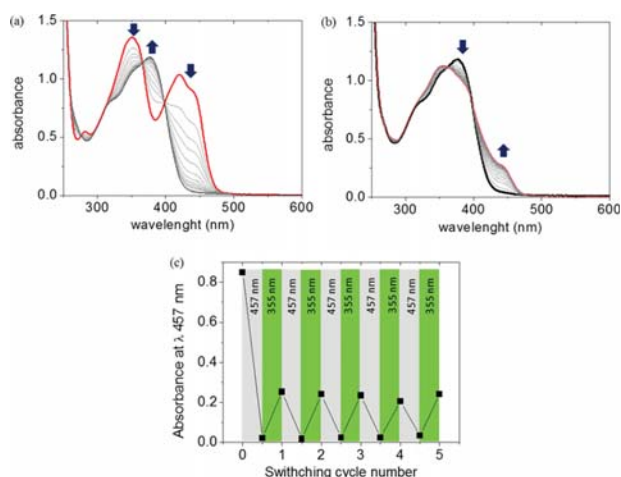 (a)
1.5
1.0
0.5
0.0
absorbance
300
400
500
600
wavelenght (nm)
(b)
1.5
1.0
0.5
0.0
absorbance
300
400
500
600
wavelenght (nm)
(c)
0.8
0.6
0.4
0.2
0.0
Absorbance at λ 457 nm
457 nm
355 nm
457 nm
355 nm
457 nm
355 nm
457 nm
355 nm
457 nm
355 nm
0
1
2
3
4
5
Swithching cycle number